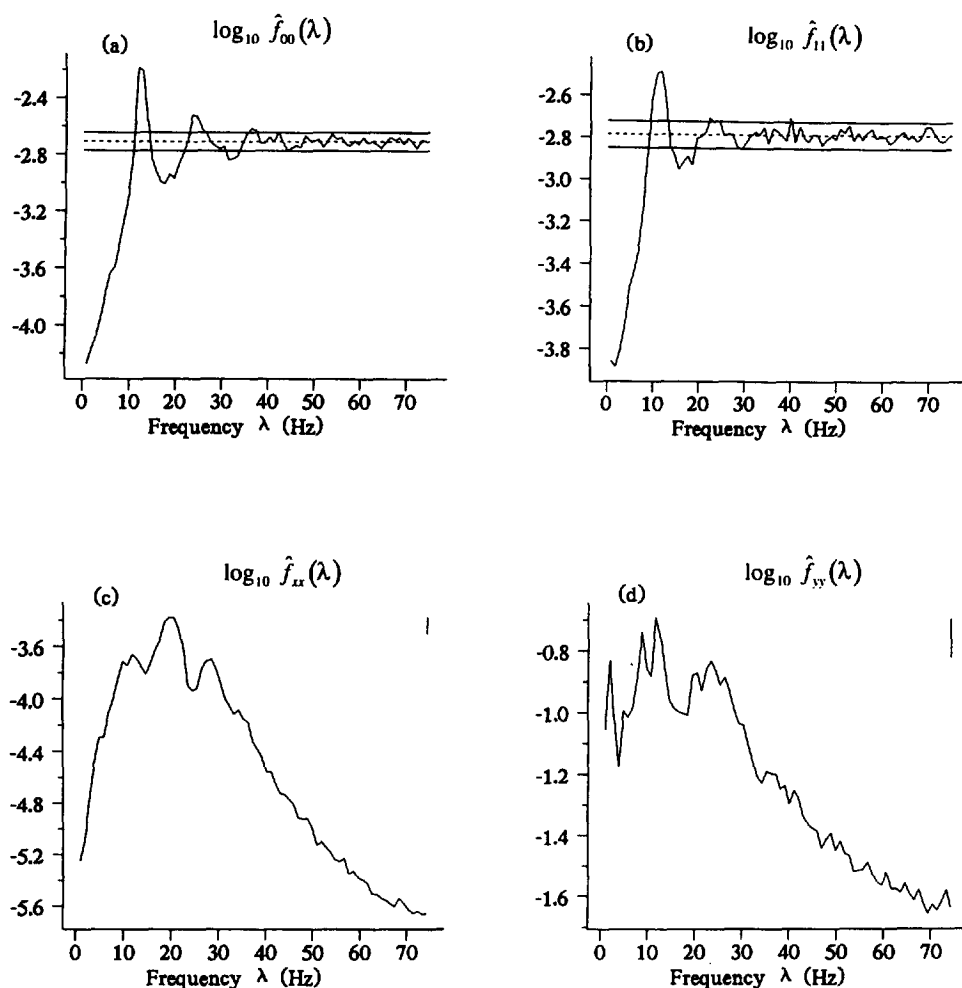 (a)
log₁₀ f̂₀₀(λ)
-2.4
-2.8
-3.2
-3.6
-4.0
0 10 20 30 40 50 60 70
Frequency λ (Hz)
(b)
log₁₀ f̂₁₁(λ)
-2.6
-2.8
-3.0
-3.2
-3.4
-3.6
-3.8
0 10 20 30 40 50 60 70
Frequency λ (Hz)
(c)
log₁₀ f̂ₓₓ(λ)
-3.6
-4.0
-4.4
-4.8
-5.2
-5.6
0 10 20 30 40 50 60 70
Frequency λ (Hz)
(d)
log₁₀ f̂yy(λ)
-0.8
-1.0
-1.2
-1.4
-1.6
0 10 20 30 40 50 60 70
Frequency λ (Hz)